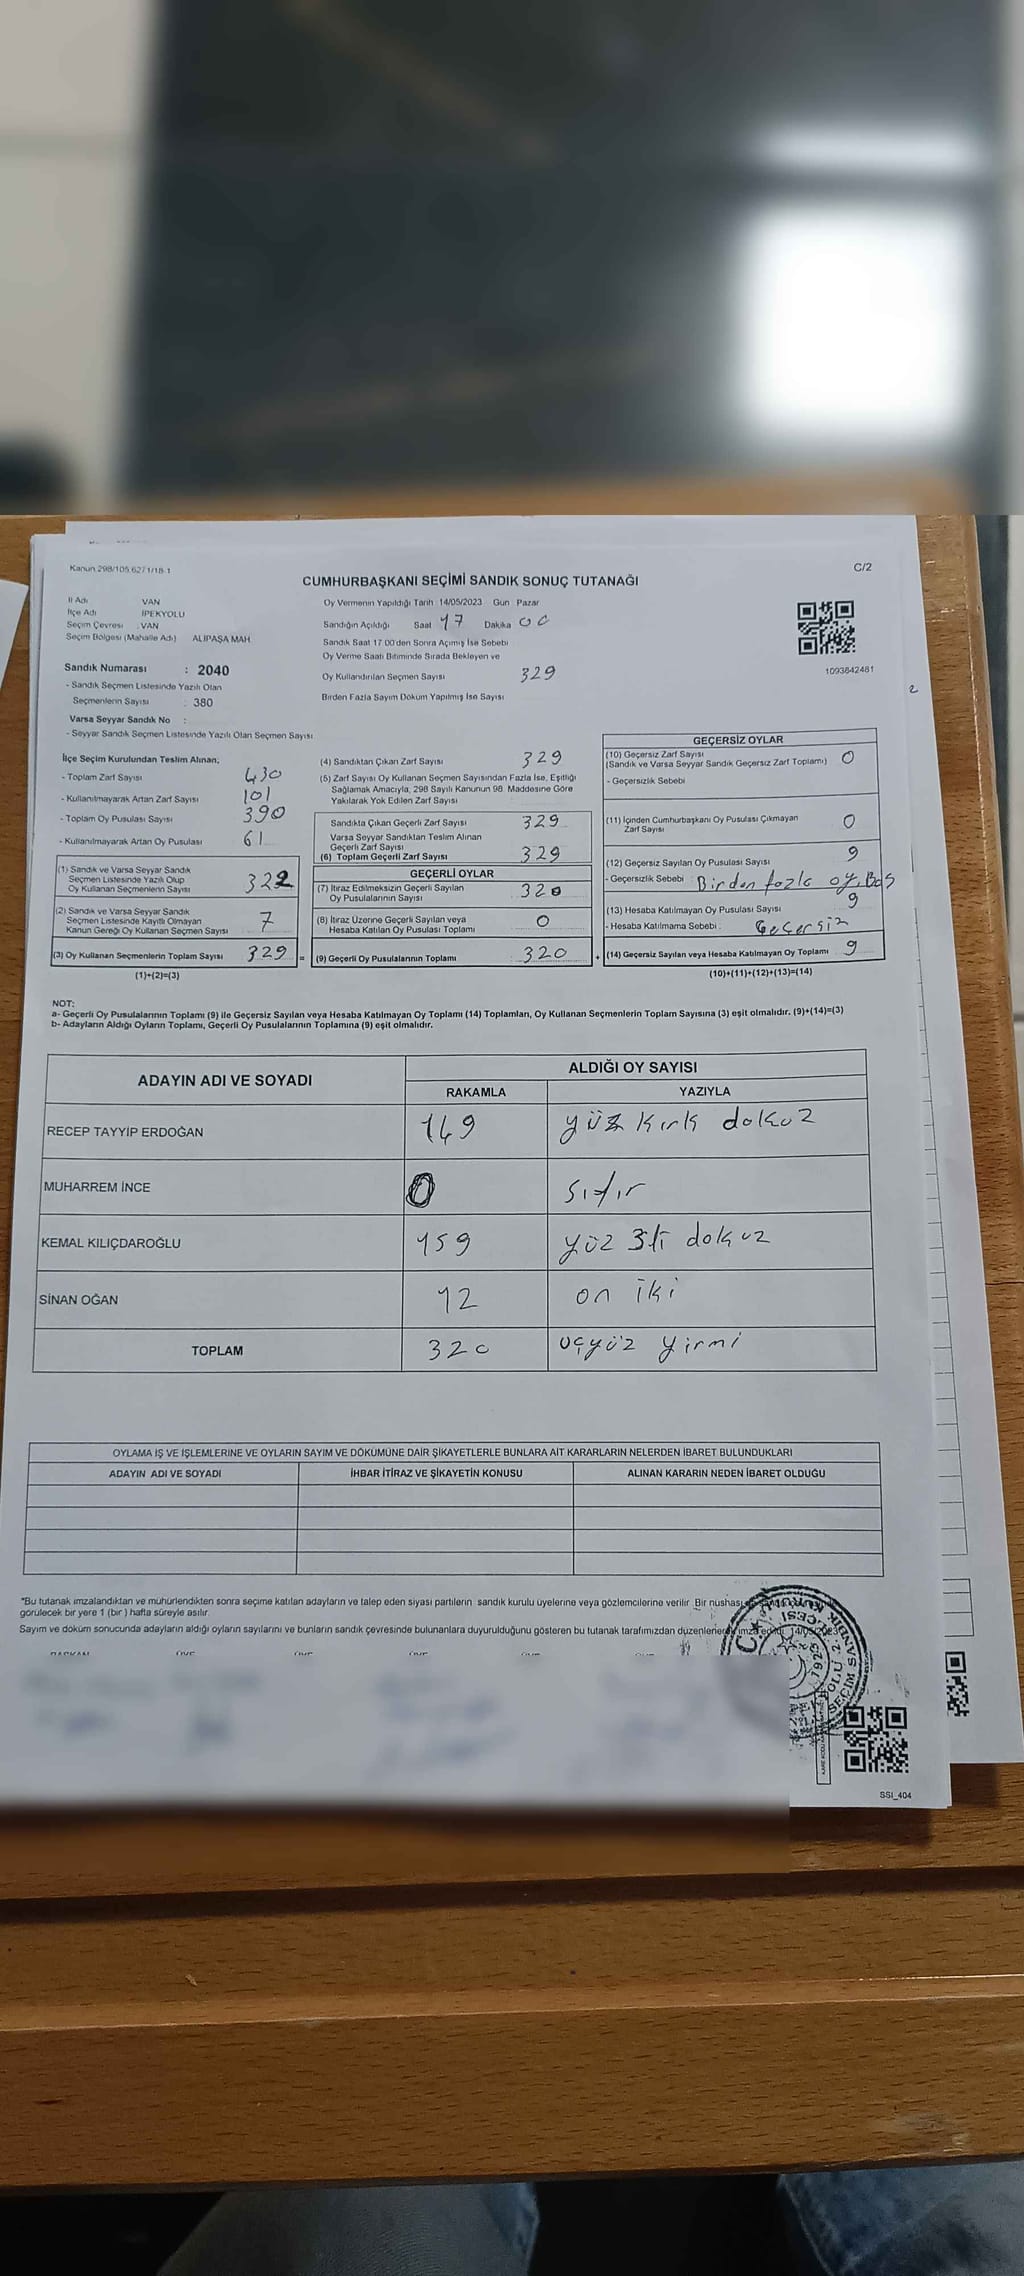 Kanun 298/105 6271/18-1
C/2
CUMHURBAŞKANI SEÇİMİ SANDIK SONUÇ TUTANAĞI
İl Adı VAN
İlçe Adı İPEKYOLU
Seçim Çevresi : VAN
Seçim Bölgesi (Mahalle Adı) ALİPAŞA MAH
Sandık Numarası : 2040
- Sandık Seçmen Listesinde Yazılı Olan
Seçmenlerin Sayısı : 380
Varsa Seyyar Sandık No :
- Seyyar Sandık Seçmen Listesinde Yazılı Olan Seçmen Sayısı
Oy Vermenin Yapıldığı Tarih 14/05/2023 Gün Pazar
Sandığın Açıldığı Saat 17 Dakika 00
Sandık Saat 17 00'den Sonra Açımış İse Sebebi
Oy Verme Saati Bitiminde Sırada Bekleyen ve
Oy Kullandırılan Seçmen Sayısı 329
Birden Fazla Sayım Döküm Yapılmış İse Sayısı
1093842481
2
İlçe Seçim Kurulundan Teslim Alınan;
- Toplam Zarf Sayısı 430
- Kullanılmayarak Artan Zarf Sayısı 101
- Toplam Oy Pusulası Sayısı 390
- Kullanılmayarak Artan Oy Pusulası 61
(1) Sandık ve Varsa Seyyar Sandık
Seçmen Listesinde Yazılı Olup
Oy Kullanan Seçmenlerin Sayısı 322
(2) Sandık ve Varsa Seyyar Sandık
Seçmen Listesinde Kayıtlı Olmayan
Kanun Gereği Oy Kullanan Seçmen Sayısı 7
(3) Oy Kullanan Seçmenlerin Toplam Sayısı 329 =
(1)+(2)=(3)
(4) Sandıktan Çıkan Zarf Sayısı 329
(5) Zarf Sayısı Oy Kullanan Seçmen Sayısından Fazla İse, Eşitliği
Sağlamak Amacıyla, 298 Sayılı Kanunun 98. Maddesine Göre
Yakılarak Yok Edilen Zarf Sayısı
Sandıkta Çıkan Geçerli Zarf Sayısı 329
Varsa Seyyar Sandıktan Teslim Alınan
Geçerli Zarf Sayısı
(6) Toplam Geçerli Zarf Sayısı 329
GEÇERLİ OYLAR
(7) İtiraz Edilmeksizin Geçerli Sayılan
Oy Pusulasının Sayısı 320
(8) İtiraz Üzerine Geçerli Sayılan veya
Hesaba Katılan Oy Pusulası Toplamı 0
(9) Geçerli Oy Pusulalarının Toplamı 320 +
GEÇERSİZ OYLAR
(10) Geçersiz Zarf Sayısı
(Sandık ve Varsa Seyyar Sandık Geçersiz Zarf Toplamı) 0
- Geçersizlik Sebebi
(11) İçinden Cumhurbaşkanı Oy Pusulası Çıkmayan
Zarf Sayısı 0
(12) Geçersiz Sayılan Oy Pusulası Sayısı 9
- Geçersizlik Sebebi : Birden fazla oy, Boş
(13) Hesaba Katılmayan Oy Pusulası Sayısı 9
- Hesaba Katılmama Sebebi : Geçersiz
(14) Geçersiz Sayılan veya Hesaba Katılmayan Oy Toplamı 9
(10)+(11)+(12)+(13)=(14)
NOT:
a- Geçerli Oy Pusulalarının Toplamı (9) ile Geçersiz Sayılan veya Hesaba Katılmayan Oy Toplamı (14) Toplamları, Oy Kullanan Seçmenlerin Toplam Sayısına (3) eşit olmalıdır. (9)+(14)=(3)
b- Adayların Aldığı Oyların Toplamı, Geçerli Oy Pusulalarının Toplamına (9) eşit olmalıdır.
ADAYIN ADI VE SOYADI ALDIĞI OY SAYISI
RAKAMLA YAZIYLA
RECEP TAYYİP ERDOĞAN 149 yüz kırk dokuz
MUHARREM İNCE 0 sıfır
KEMAL KILIÇDAROĞLU 159 yüz elli dokuz
SİNAN OĞAN 12 on iki
TOPLAM 320 üçyüz yirmi
OYLAMA İŞ VE İŞLEMLERİNE VE OYLARIN SAYIM VE DÖKÜMÜNE DAİR ŞİKAYETLERLE BUNLARA AİT KARARLARIN NELERDEN İBARET BULUNDUKLARI
ADAYIN ADI VE SOYADI İHBAR İTİRAZ VE ŞİKAYETİN KONUSU ALINAN KARARIN NEDEN İBARET OLDUĞU
*Bu tutanak imzalandıktan ve mühürlendikten sonra seçime katılan adayların ve talep eden siyasi partilerin sandık kurulu üyelerine veya gözlemcilerine verilir. Bir nüshası
görülecek bir yere 1 (bir ) hafta süreyle asılır.
Sayım ve döküm sonucunda adayların aldığı oyların sayılarını ve bunların sandık çevresinde bulunanlara duyurulduğunu gösteren bu tutanak tarafımızdan düzenlenerek imza edildi. 14/05/2023
SSI_404